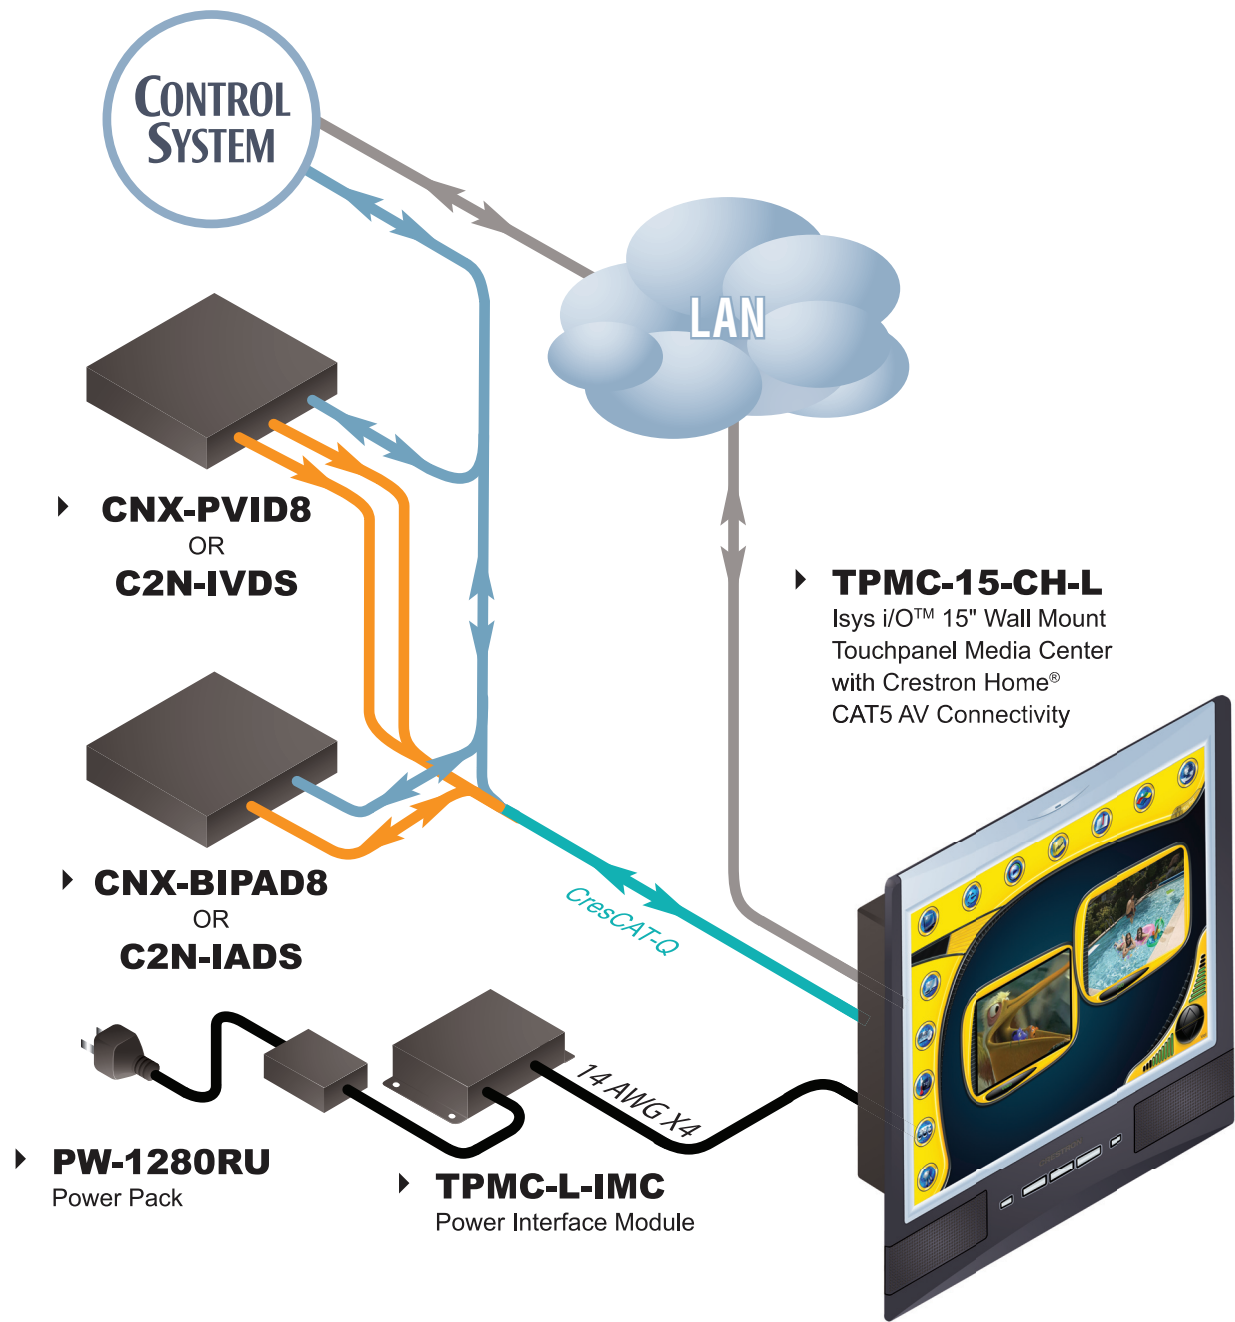 CONTROL
SYSTEM
LAN
CNX-PVID8
OR
C2N-IVDS
TPMC-15-CH-L
Isys i/O™ 15" Wall Mount
Touchpanel Media Center
with Crestron Home®
CAT5 AV Connectivity
CNX-BIPAD8
OR
C2N-IADS
CresCAT-Q
14 AWG X4
PW-1280RU
Power Pack
TPMC-L-IMC
Power Interface Module
CRESTRON